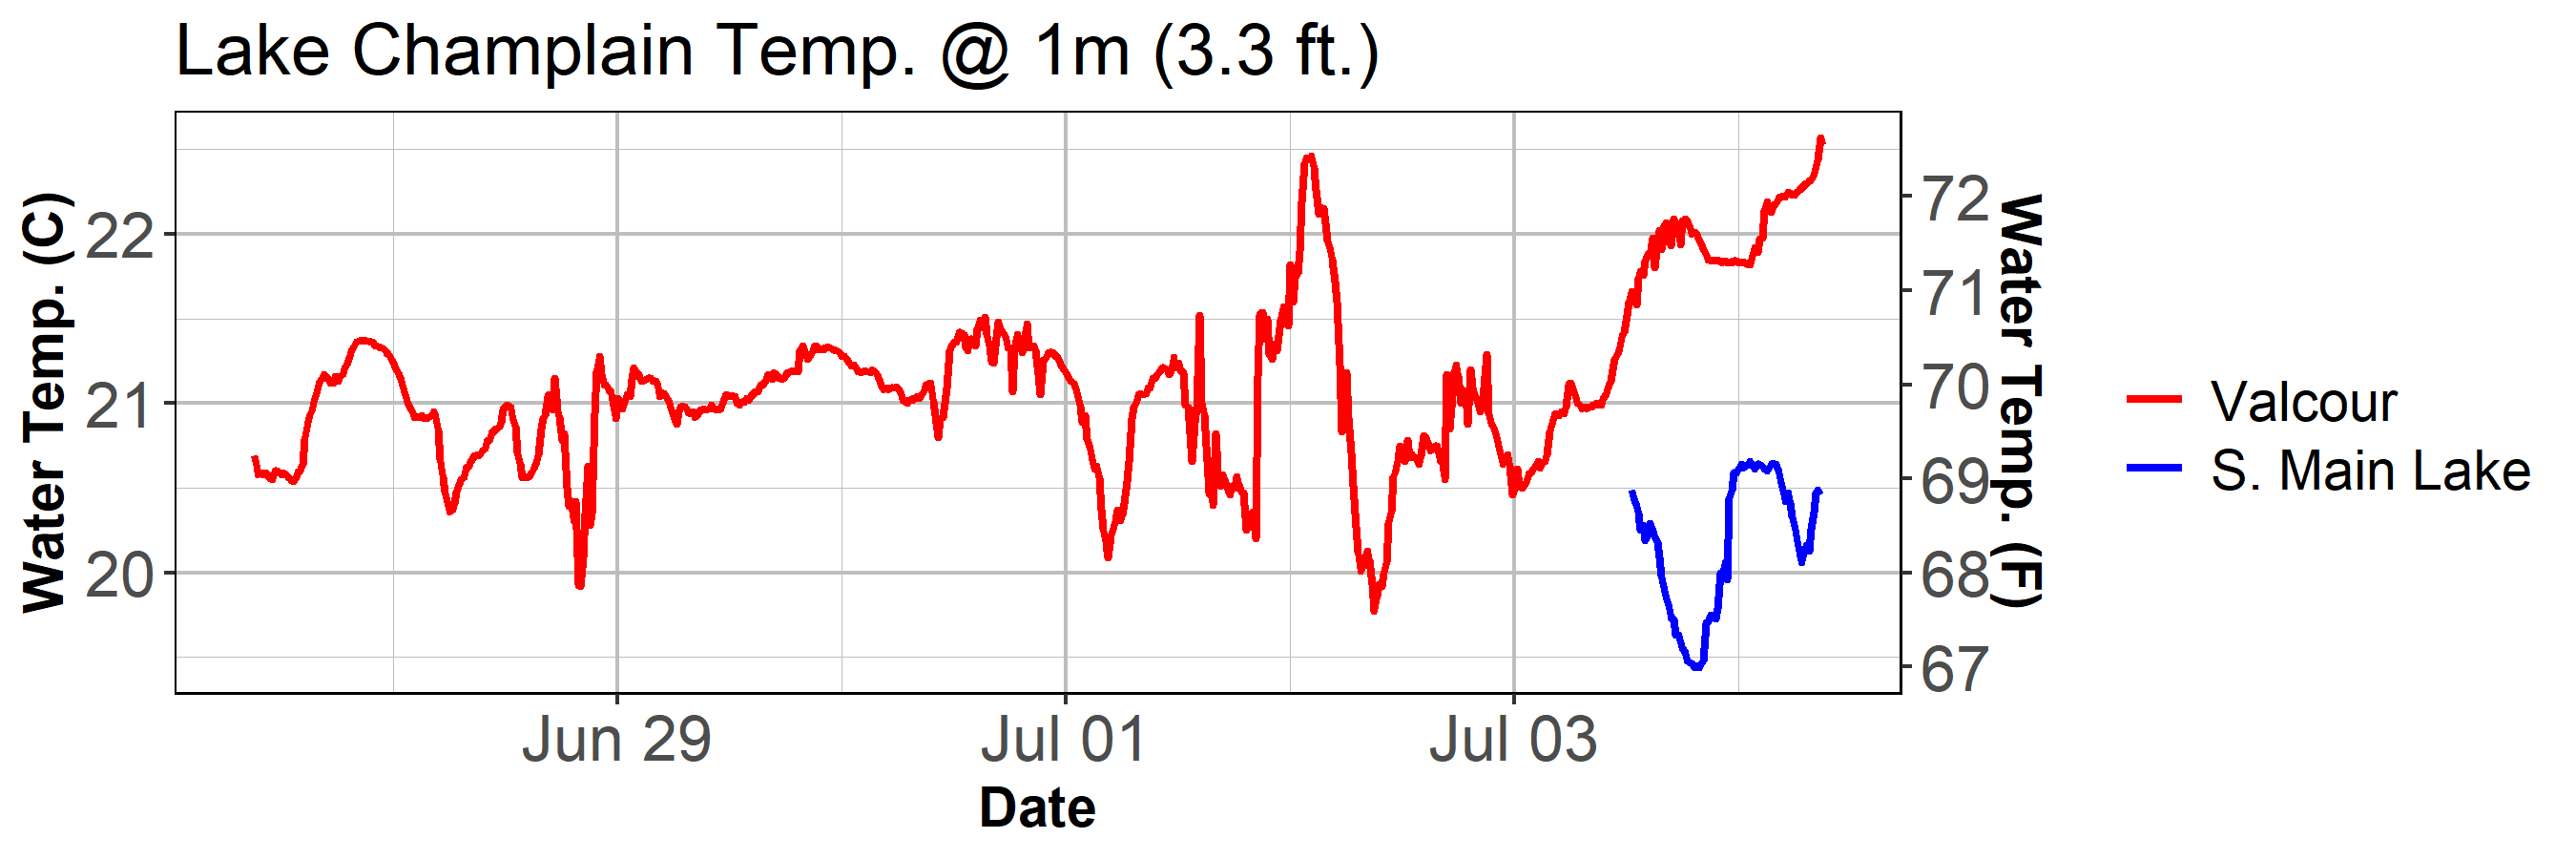 Lake Champlain Temp. @ 1m (3.3 ft.)
Water Temp. (C)
22
21
20
72
71
70
69
68
67
Water Temp. (F)
Jun 29
Jul 01
Jul 03
Date
Valcour
S. Main Lake